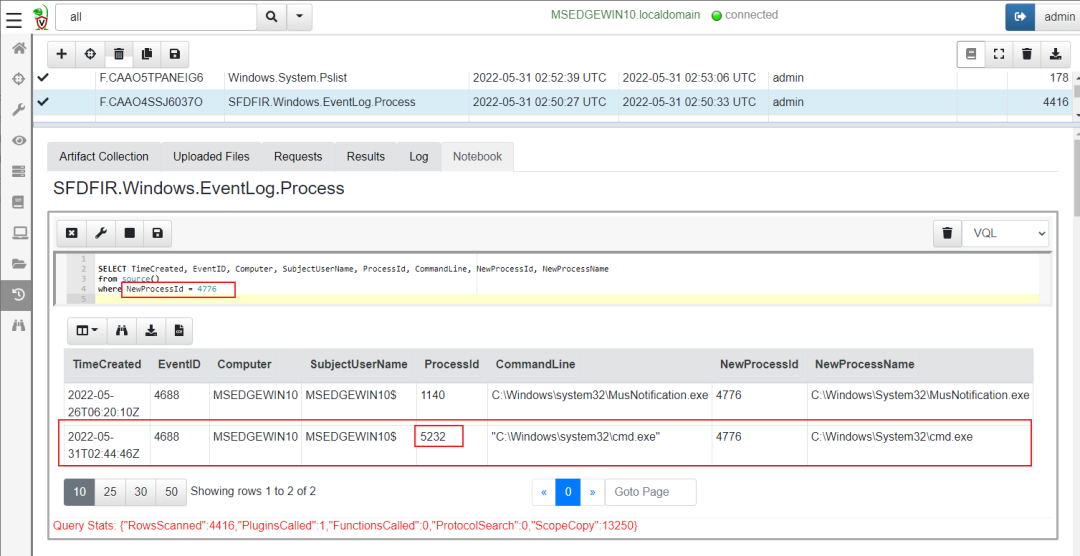 all
MSEDGEWIN10.localdomain connected
admin
F.CAAO5TPANEIG6 Windows.System.Pslist 2022-05-31 02:52:39 UTC 2022-05-31 02:53:06 UTC admin 178
F.CAAO4SSJ6037O SFDFIR.Windows.EventLog.Process 2022-05-31 02:50:27 UTC 2022-05-31 02:50:33 UTC admin 4416
Artifact Collection Uploaded Files Requests Results Log Notebook
SFDFIR.Windows.EventLog.Process
VQL
1
2 SELECT TimeCreated, EventID, Computer, SubjectUserName, ProcessId, CommandLine, NewProcessId, NewProcessName
3 from source()
4 where NewProcessId = 4776
5
TimeCreated EventID Computer SubjectUserName ProcessId CommandLine NewProcessId NewProcessName
2022-05-26T06:20:10Z 4688 MSEDGEWIN10 MSEDGEWIN10$ 1140 C:\Windows\system32\MusNotification.exe 4776 C:\Windows\System32\MusNotification.exe
2022-05-31T02:44:46Z 4688 MSEDGEWIN10 MSEDGEWIN10$ 5232 "C:\Windows\system32\cmd.exe" 4776 C:\Windows\System32\cmd.exe
10 25 30 50 Showing rows 1 to 2 of 2 « 0 » Goto Page
Query Stats: {"RowsScanned":4416,"PluginsCalled":1,"FunctionsCalled":0,"ProtocolSearch":0,"ScopeCopy":13250}